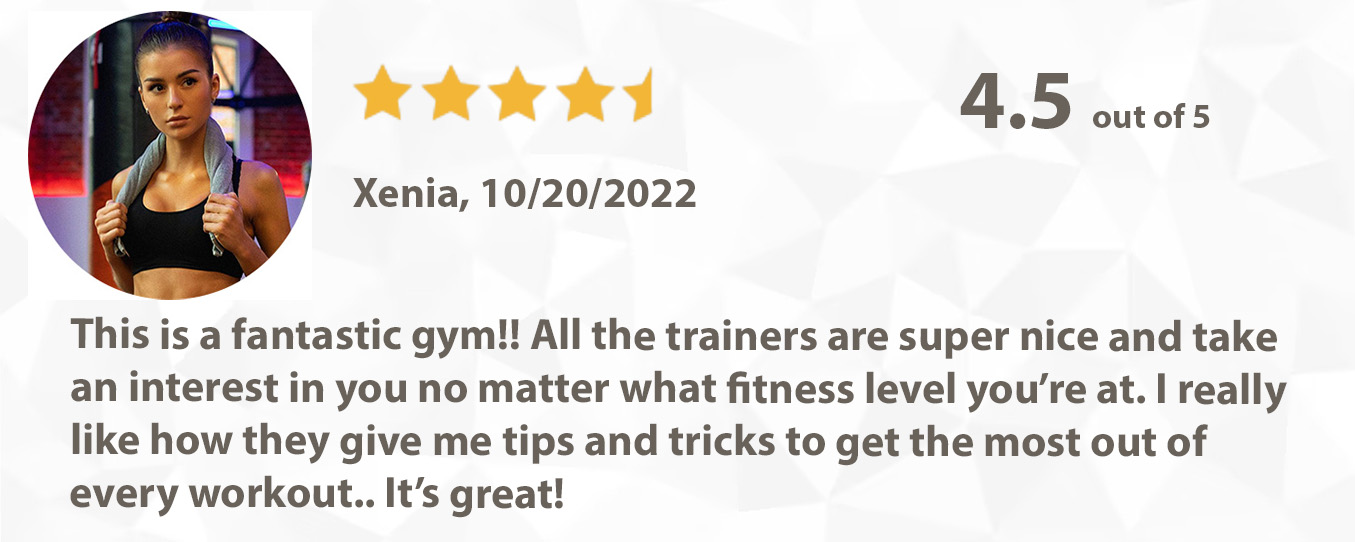 4.5 out of 5
Xenia, 10/20/2022
This is a fantastic gym!! All the trainers are super nice and take
an interest in you no matter what fitness level you’re at. I really
like how they give me tips and tricks to get the most out of
every workout.. It’s great!